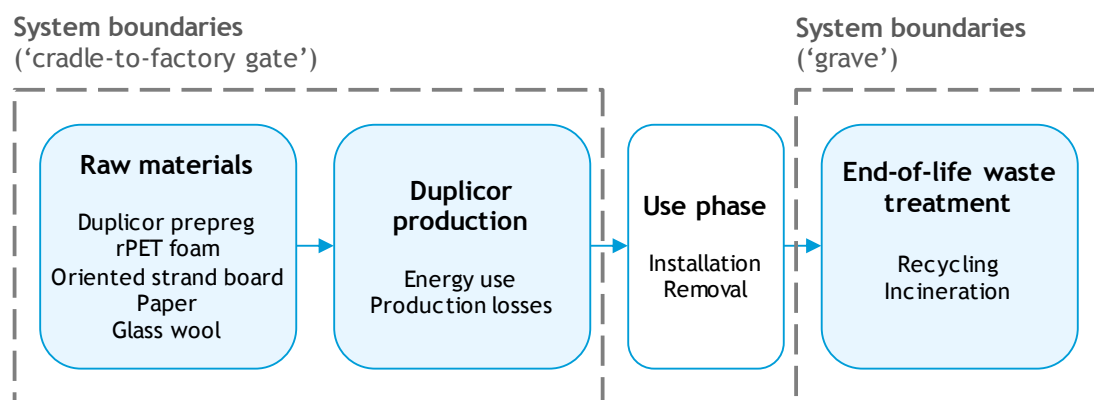 System boundaries
(‘cradle-to-factory gate’)
System boundaries
(‘grave’)
Raw materials
Duplicor prepreg
rPET foam
Oriented strand board
Paper
Glass wool
Duplicor
production
Energy use
Production losses
Use phase
Installation
Removal
End-of-life waste
treatment
Recycling
Incineration